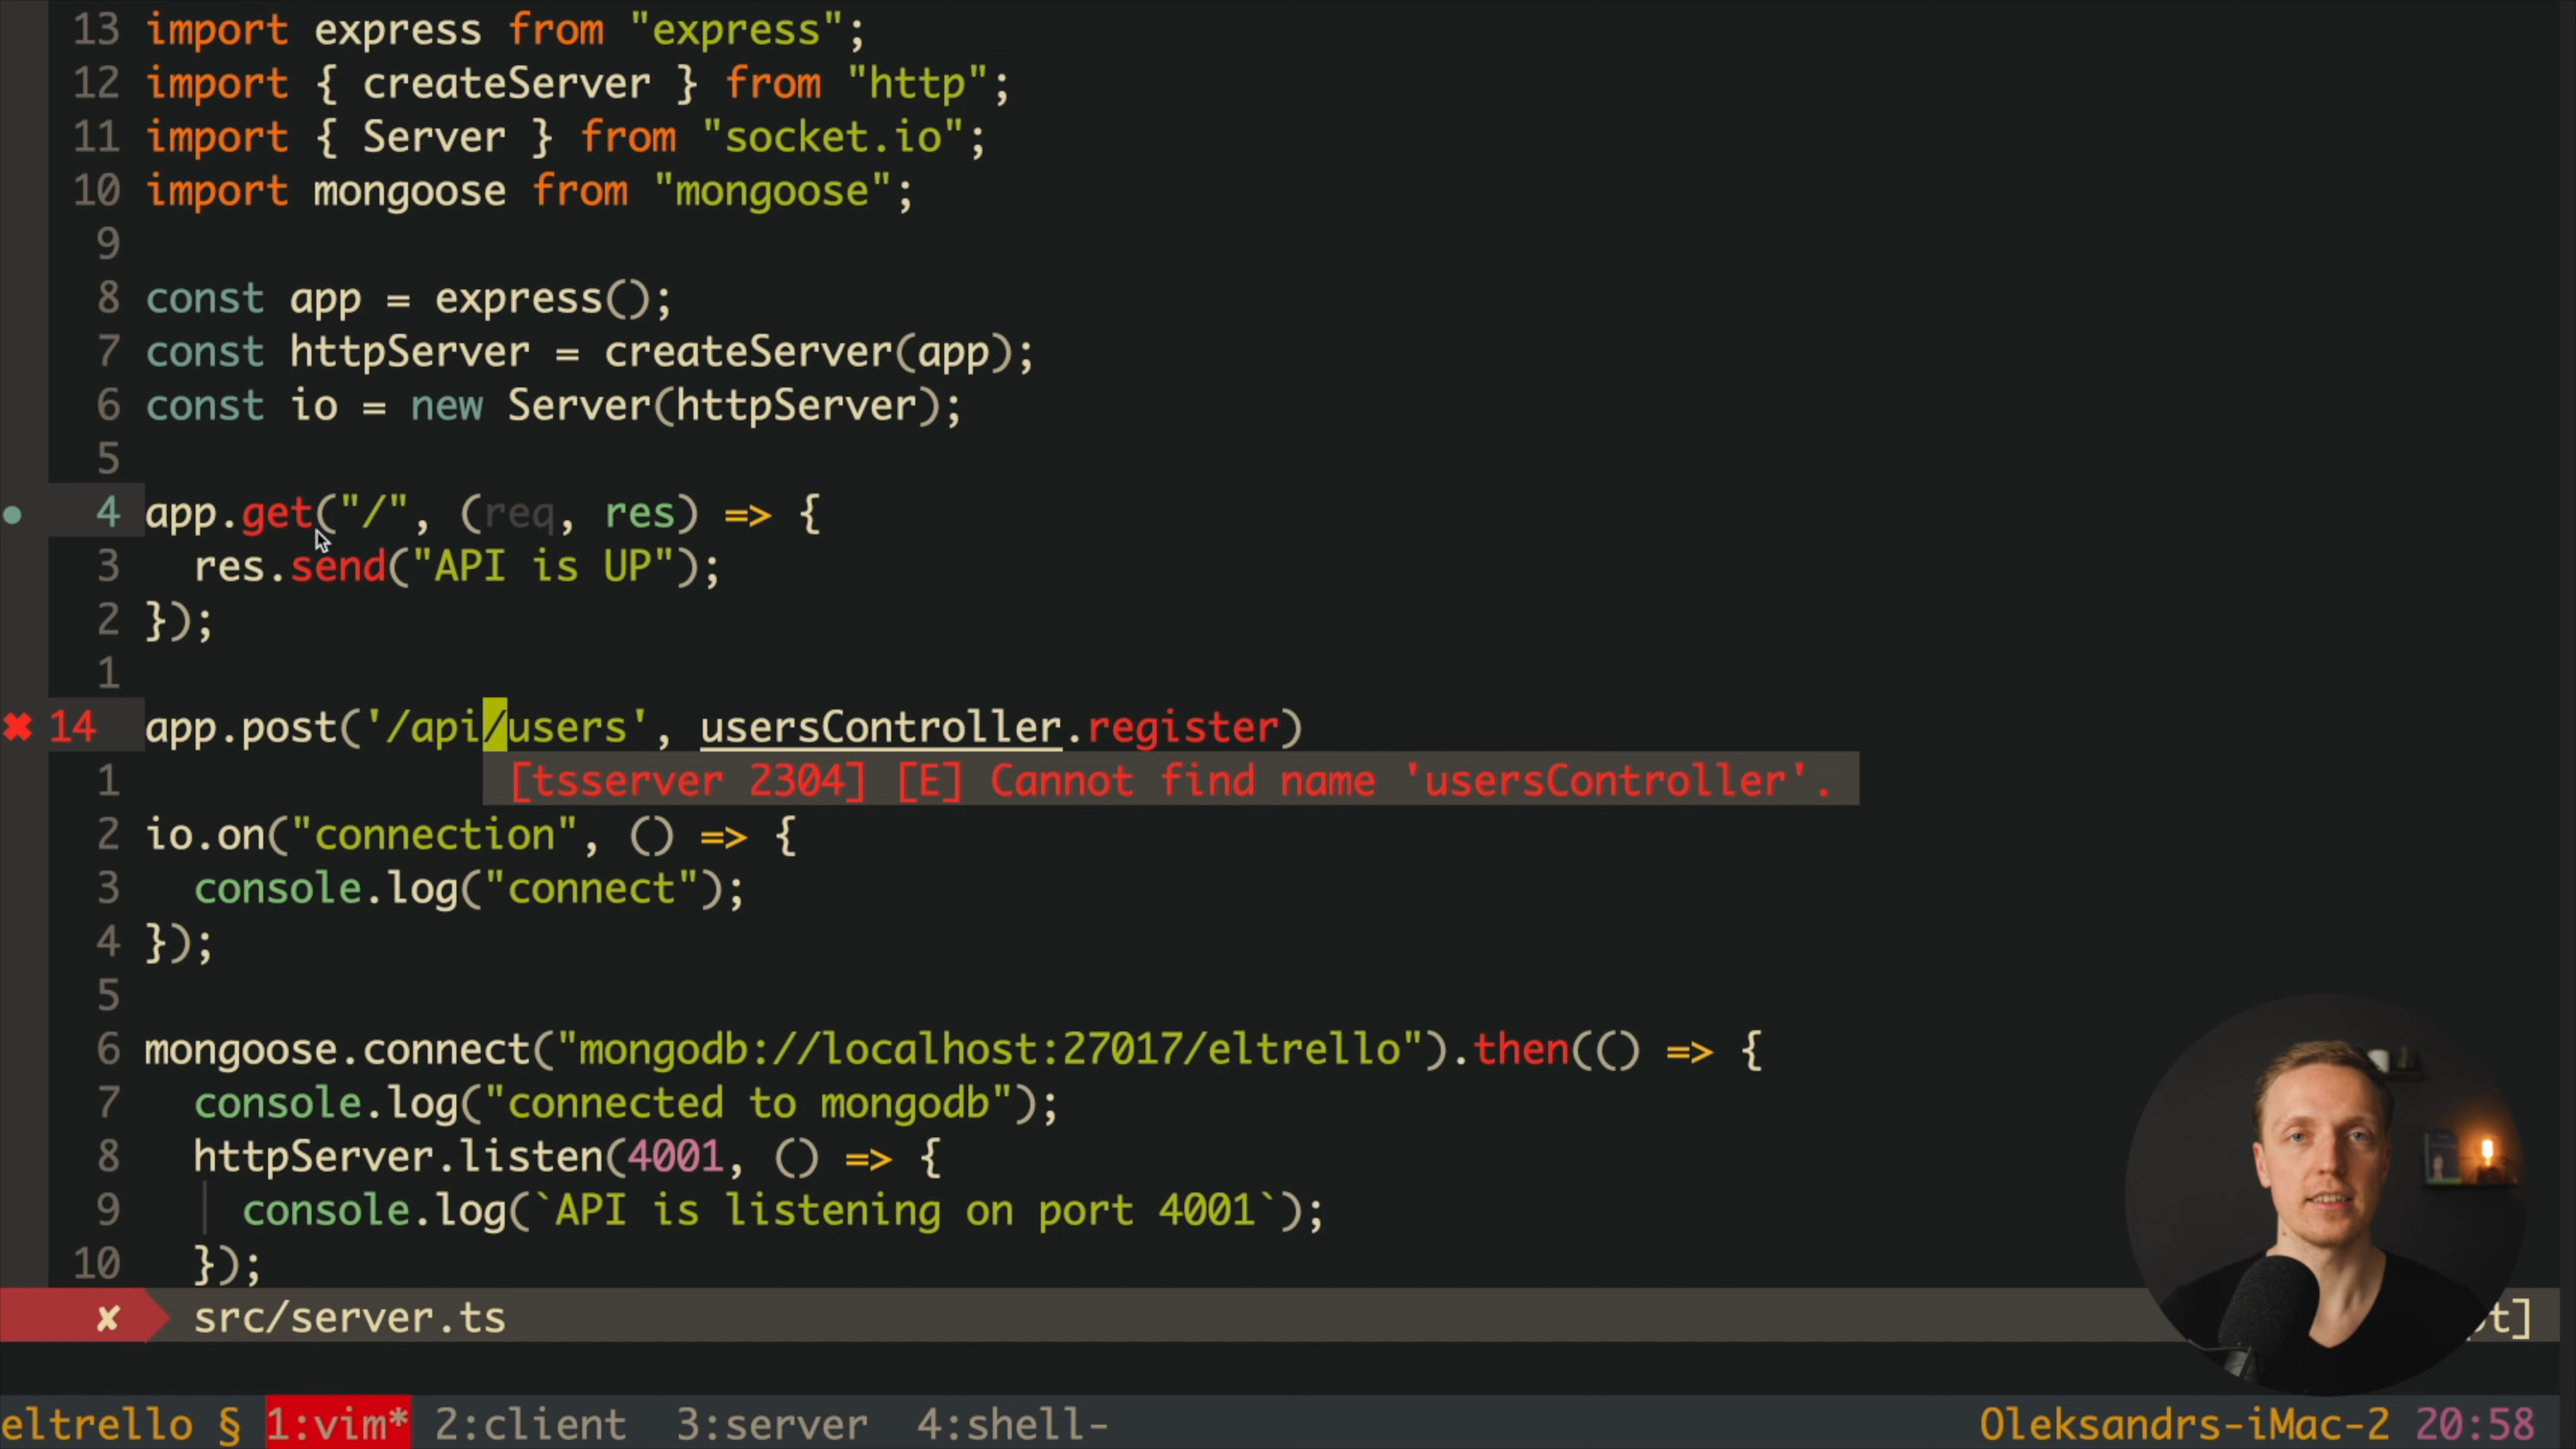 13 import express from "express";
12 import { createServer } from "http";
11 import { Server } from "socket.io";
10 import mongoose from "mongoose";
9
8 const app = express();
7 const httpServer = createServer(app);
6 const io = new Server(httpServer);
5
4 app.get("/", (req, res) => {
3 res.send("API is UP");
2 });
1
✖ 14 app.post('/api/users', usersController.register)
1 [tsserver 2304] [E] Cannot find name 'usersController'.
2 io.on("connection", () => {
3 console.log("connect");
4 });
5
6 mongoose.connect("mongodb://localhost:27017/eltrello").then(() => {
7 console.log("connected to mongodb");
8 httpServer.listen(4001, () => {
9 console.log(`API is listening on port 4001`);
10 });
✘ src/server.ts t]
eltrello § 1:vim* 2:client 3:server 4:shell- Oleksandrs-iMac-2 20:58